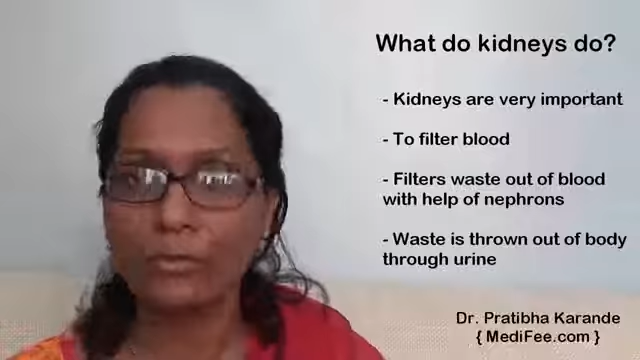 What do kidneys do?
- Kidneys are very important
- To filter blood
- Filters waste out of blood
with help of nephrons
- Waste is thrown out of body
through urine
Dr. Pratibha Karande
{ MediFee.com }